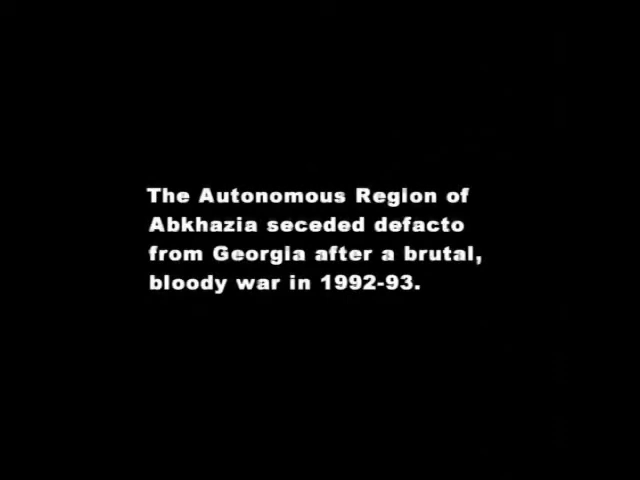 The Autonomous Region of
Abkhazia seceded defacto
from Georgia after a brutal,
bloody war in 1992-93.